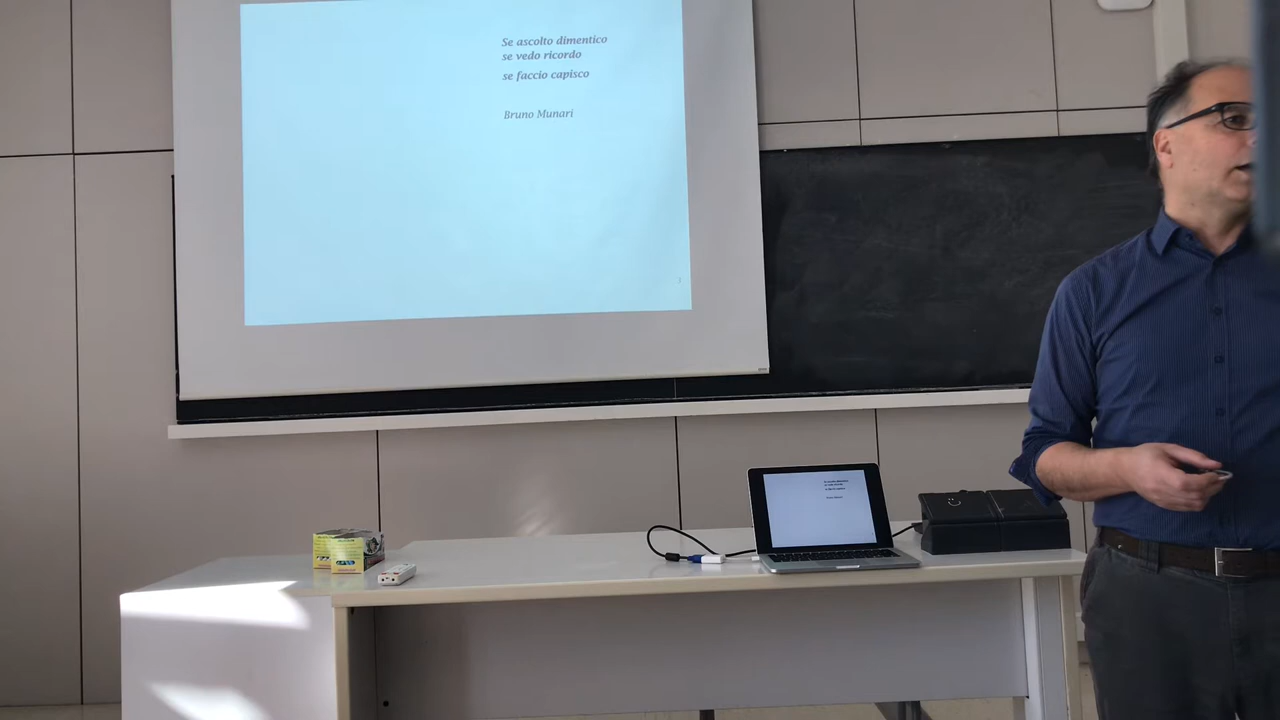 Se ascolto dimentico
se vedo ricordo
se faccio capisco
Bruno Munari